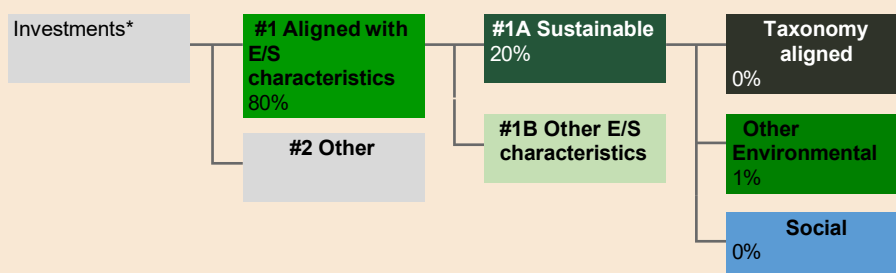 Investments*
#1 Aligned with
E/S
characteristics
80%
#2 Other
#1A Sustainable
20%
#1B Other E/S
characteristics
Taxonomy
aligned
0%
Other
Environmental
1%
Social
0%